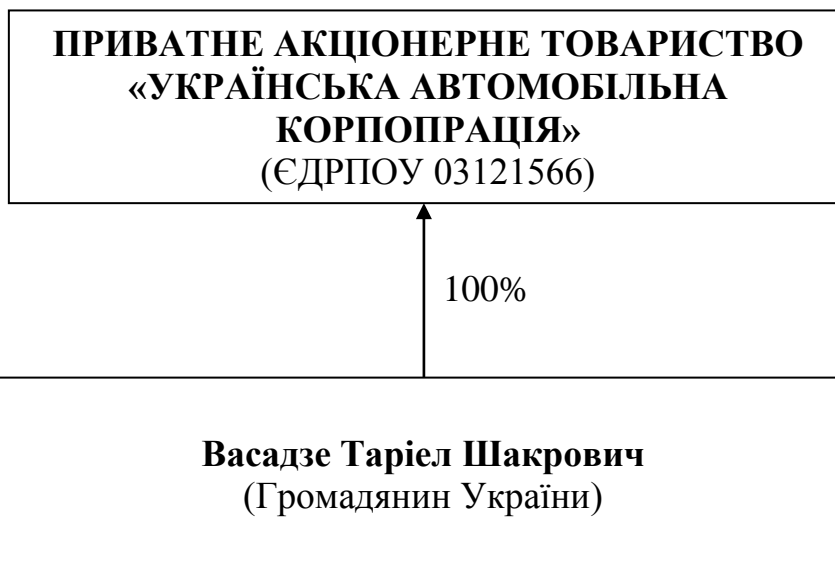 ПРИВАТНЕ АКЦІОНЕРНЕ ТОВАРИСТВО
«УКРАЇНСЬКА АВТОМОБІЛЬНА
КОРПОПРАЦІЯ»
(ЄДРПОУ 03121566)
100%
Васадзе Таріел Шакрович
(Громадянин України)